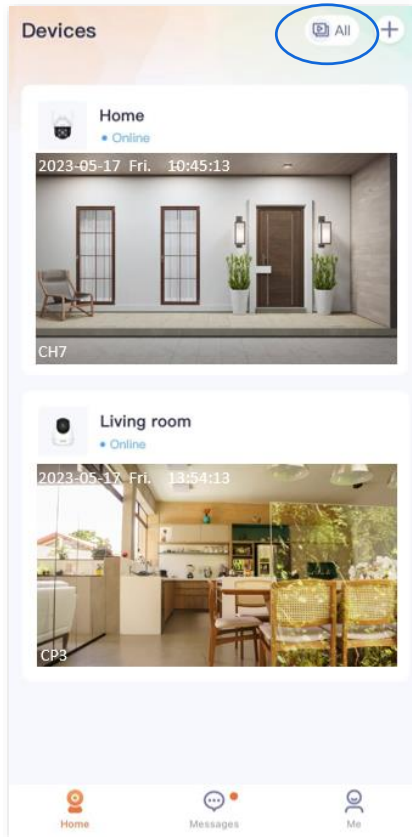 Devices
All
Home
Online
2023-05-17 Fri. 10:45:13
CH7
Living room
Online
2023-05-17 Fri. 13:54:13
CP3
Home
Messages
Me